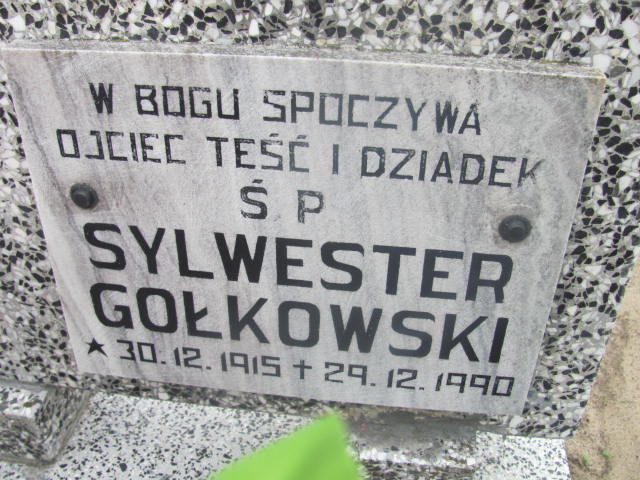 W BOGU SPOCZYWA
OJCIEC TEŚĆ I DZIADEK
Ś P
SYLWESTER
GOŁKOWSKI
★ 30.12.1915 † 29.12.1990